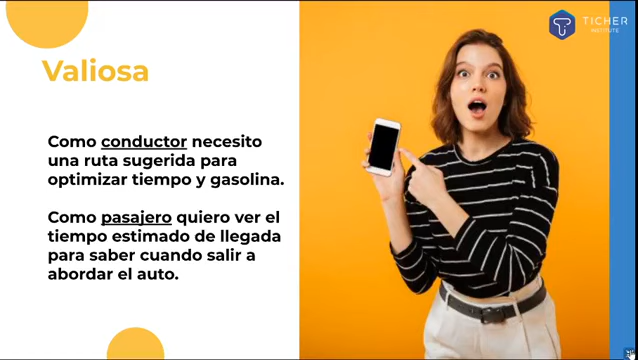 Valiosa
Como conductor necesito
una ruta sugerida para
optimizar tiempo y gasolina.
Como pasajero quiero ver el
tiempo estimado de llegada
para saber cuando salir a
abordar el auto.
TICHER
INSTITUTE